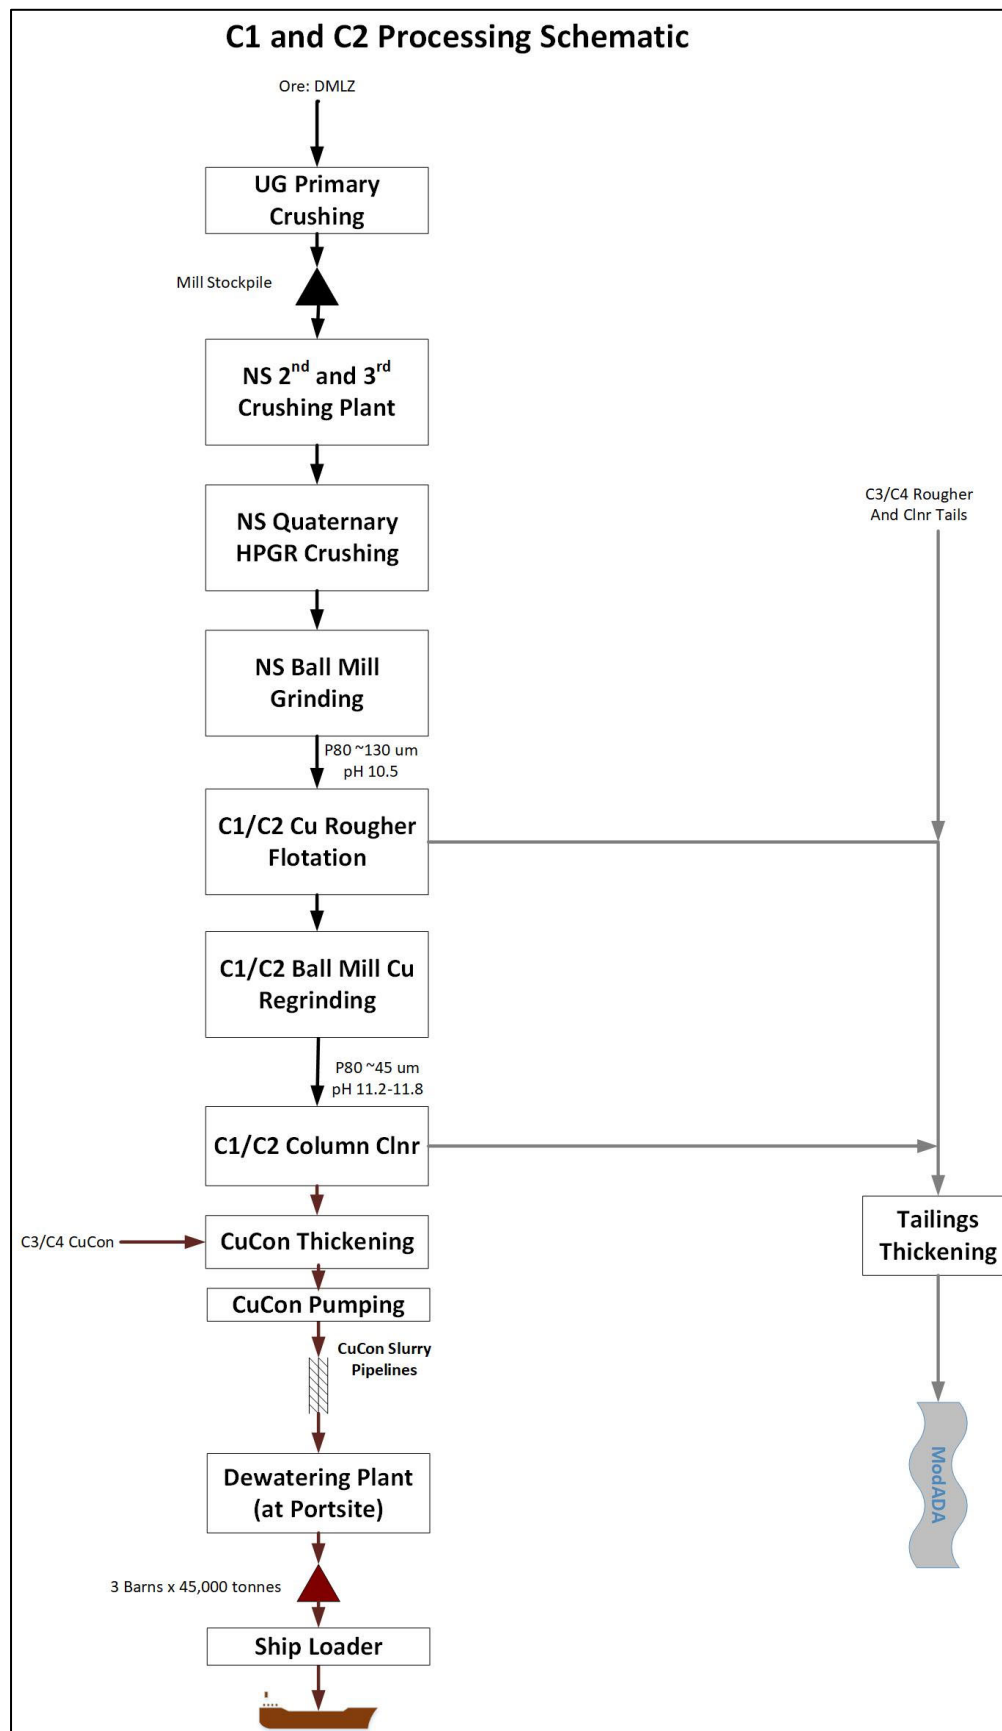 C1 and C2 Processing Schematic
Ore: DMLZ
UG Primary
Crushing
Mill Stockpile
NS 2nd and 3rd
Crushing Plant
NS Quaternary
HPGR Crushing
C3/C4 Rougher
And Clnr Tails
NS Ball Mill
Grinding
P80 ~130 um
pH 10.5
C1/C2 Cu Rougher
Flotation
C1/C2 Ball Mill Cu
Regrinding
P80 ~45 um
pH 11.2-11.8
C1/C2 Column Clnr
Tailings
Thickening
C3/C4 CuCon
CuCon Thickening
CuCon Pumping
CuCon Slurry
Pipelines
ModADA
Dewatering Plant
(at Portsite)
3 Barns x 45,000 tonnes
Ship Loader